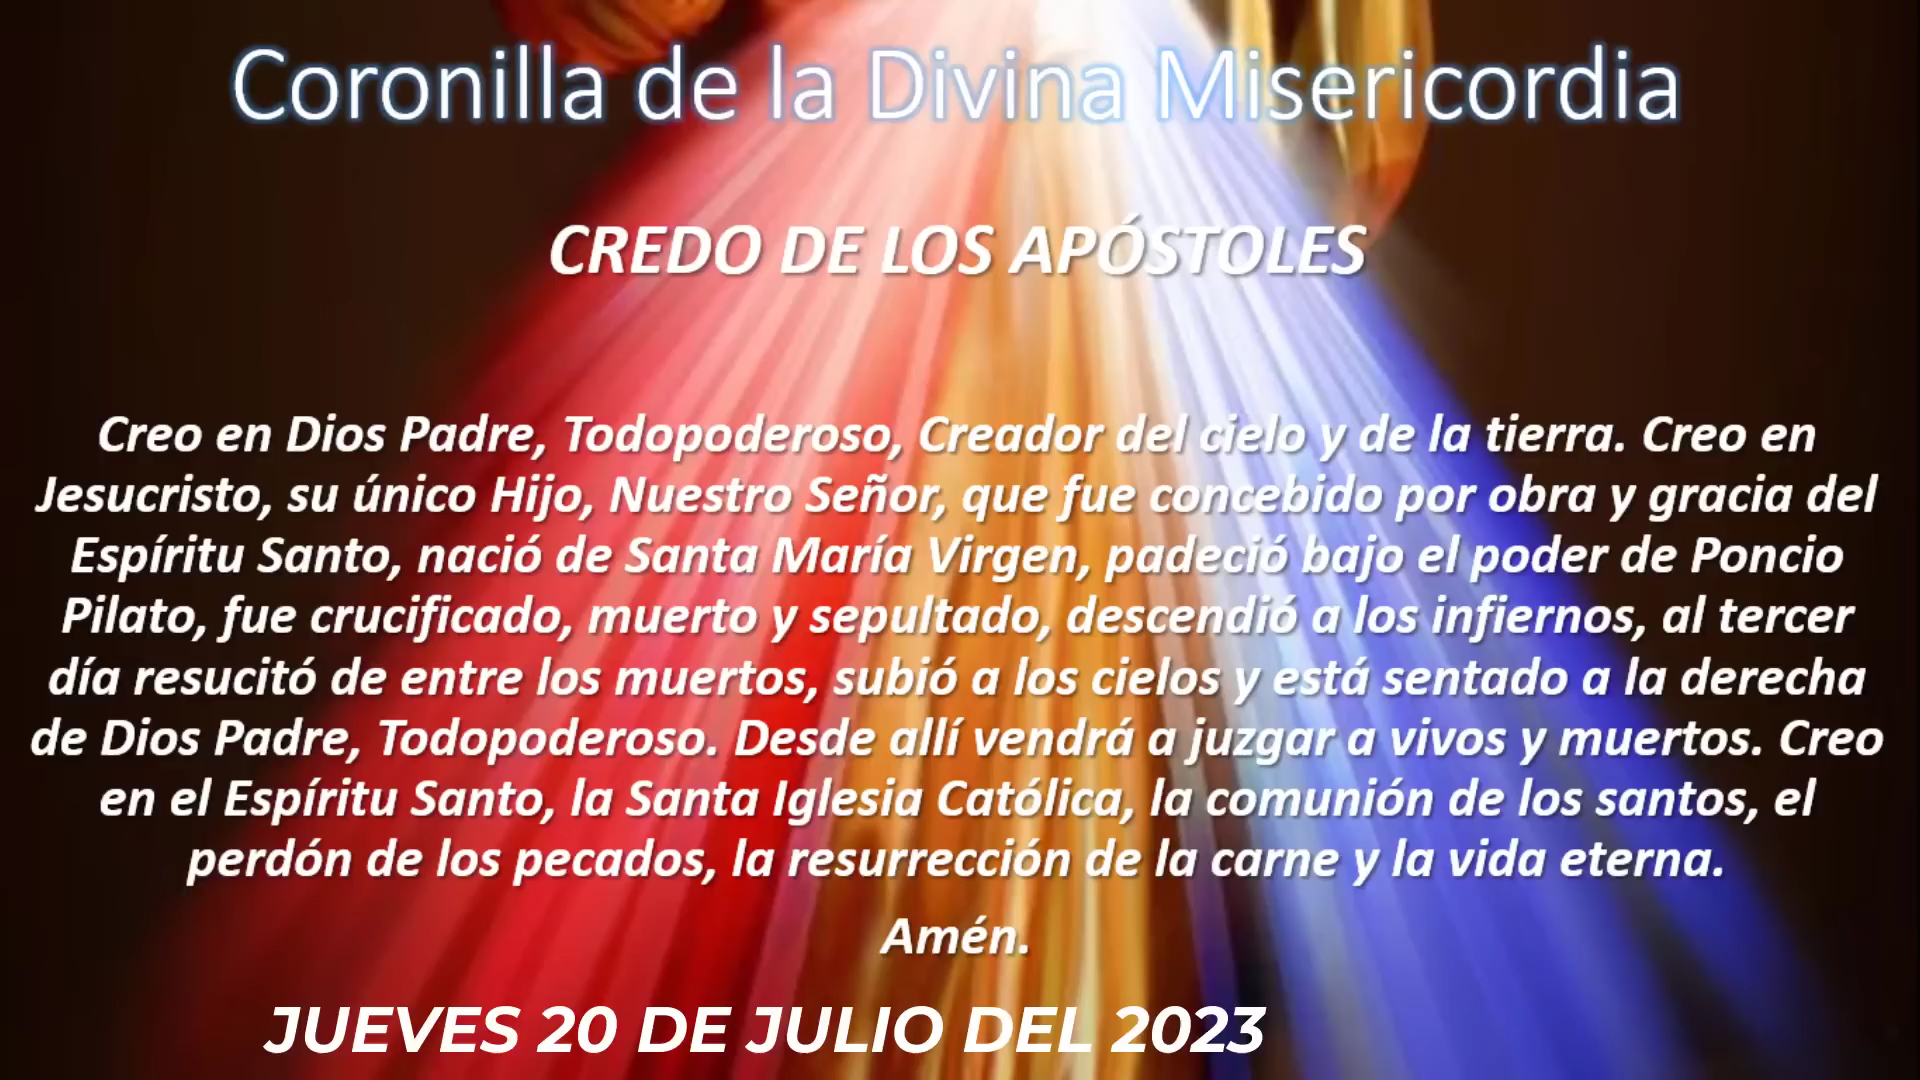 Coronilla de la Divina Misericordia
CREDO DE LOS APÓSTOLES
Creo en Dios Padre, Todopoderoso, Creador del cielo y de la tierra. Creo en
Jesucristo, su único Hijo, Nuestro Señor, que fue concebido por obra y gracia del
Espíritu Santo, nació de Santa María Virgen, padeció bajo el poder de Poncio
Pilato, fue crucificado, muerto y sepultado, descendió a los infiernos, al tercer
día resucitó de entre los muertos, subió a los cielos y está sentado a la derecha
de Dios Padre, Todopoderoso. Desde allí vendrá a juzgar a vivos y muertos. Creo
en el Espíritu Santo, la Santa Iglesia Católica, la comunión de los santos, el
perdón de los pecados, la resurrección de la carne y la vida eterna.
Amén.
JUEVES 20 DE JULIO DEL 2023